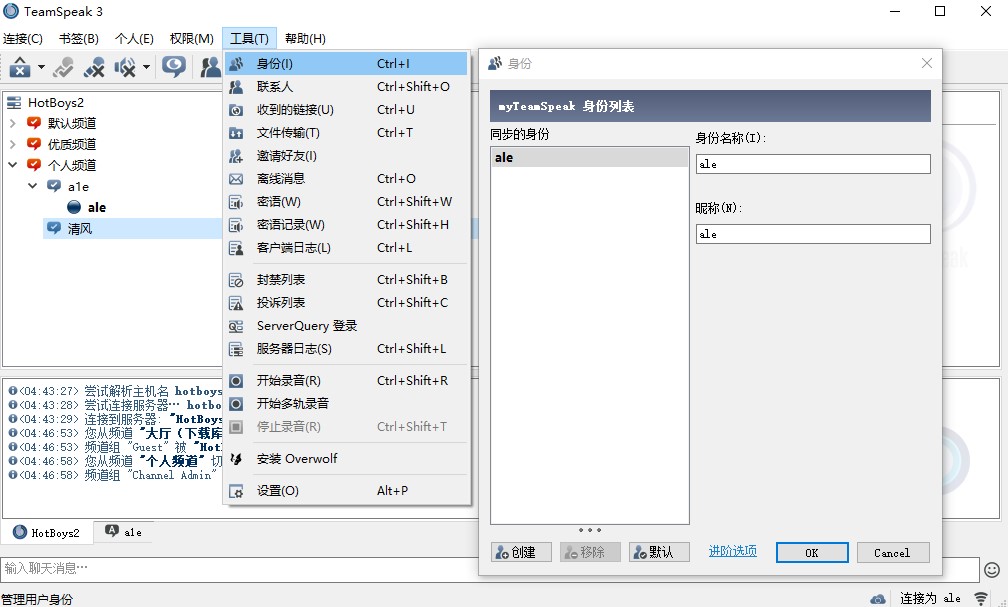 TeamSpeak 3
连接(C) 书签(B) 个人(E) 权限(M) 工具(T) 帮助(H)
HotBoys2
默认频道
优质频道
个人频道
a1e
ale
清风
身份(I) Ctrl+I
联系人 Ctrl+Shift+O
收到的链接(U) Ctrl+U
文件传输(T) Ctrl+T
邀请好友(I)
离线消息 Ctrl+O
密语(W) Ctrl+Shift+W
密语记录(W) Ctrl+Shift+H
客户端日志(L) Ctrl+L
封禁列表 Ctrl+Shift+B
投诉列表 Ctrl+Shift+C
ServerQuery 登录
服务器日志(S) Ctrl+Shift+L
开始录音(R) Ctrl+Shift+R
开始多轨录音
停止录音(R) Ctrl+Shift+T
安装 Overwolf
设置(O) Alt+P
身份
myTeamSpeak 身份列表
同步的身份
ale
身份名称(I):
ale
昵称(N):
ale
创建 移除 默认 进阶选项 OK Cancel
<04:43:27> 尝试解析主机名 hotboys
<04:43:28> 尝试连接服务器… hotbo
<04:43:29> 连接到服务器: "HotBoys
<04:46:53> 您从频道 "大厅（下载库
<04:46:53> 频道组 "Guest" 被 "Hot
<04:46:58> 您从频道 "个人频道" 切
<04:46:58> 频道组 "Channel Admin"
HotBoys2 ale
输入聊天消息…
管理用户身份 连接为 ale